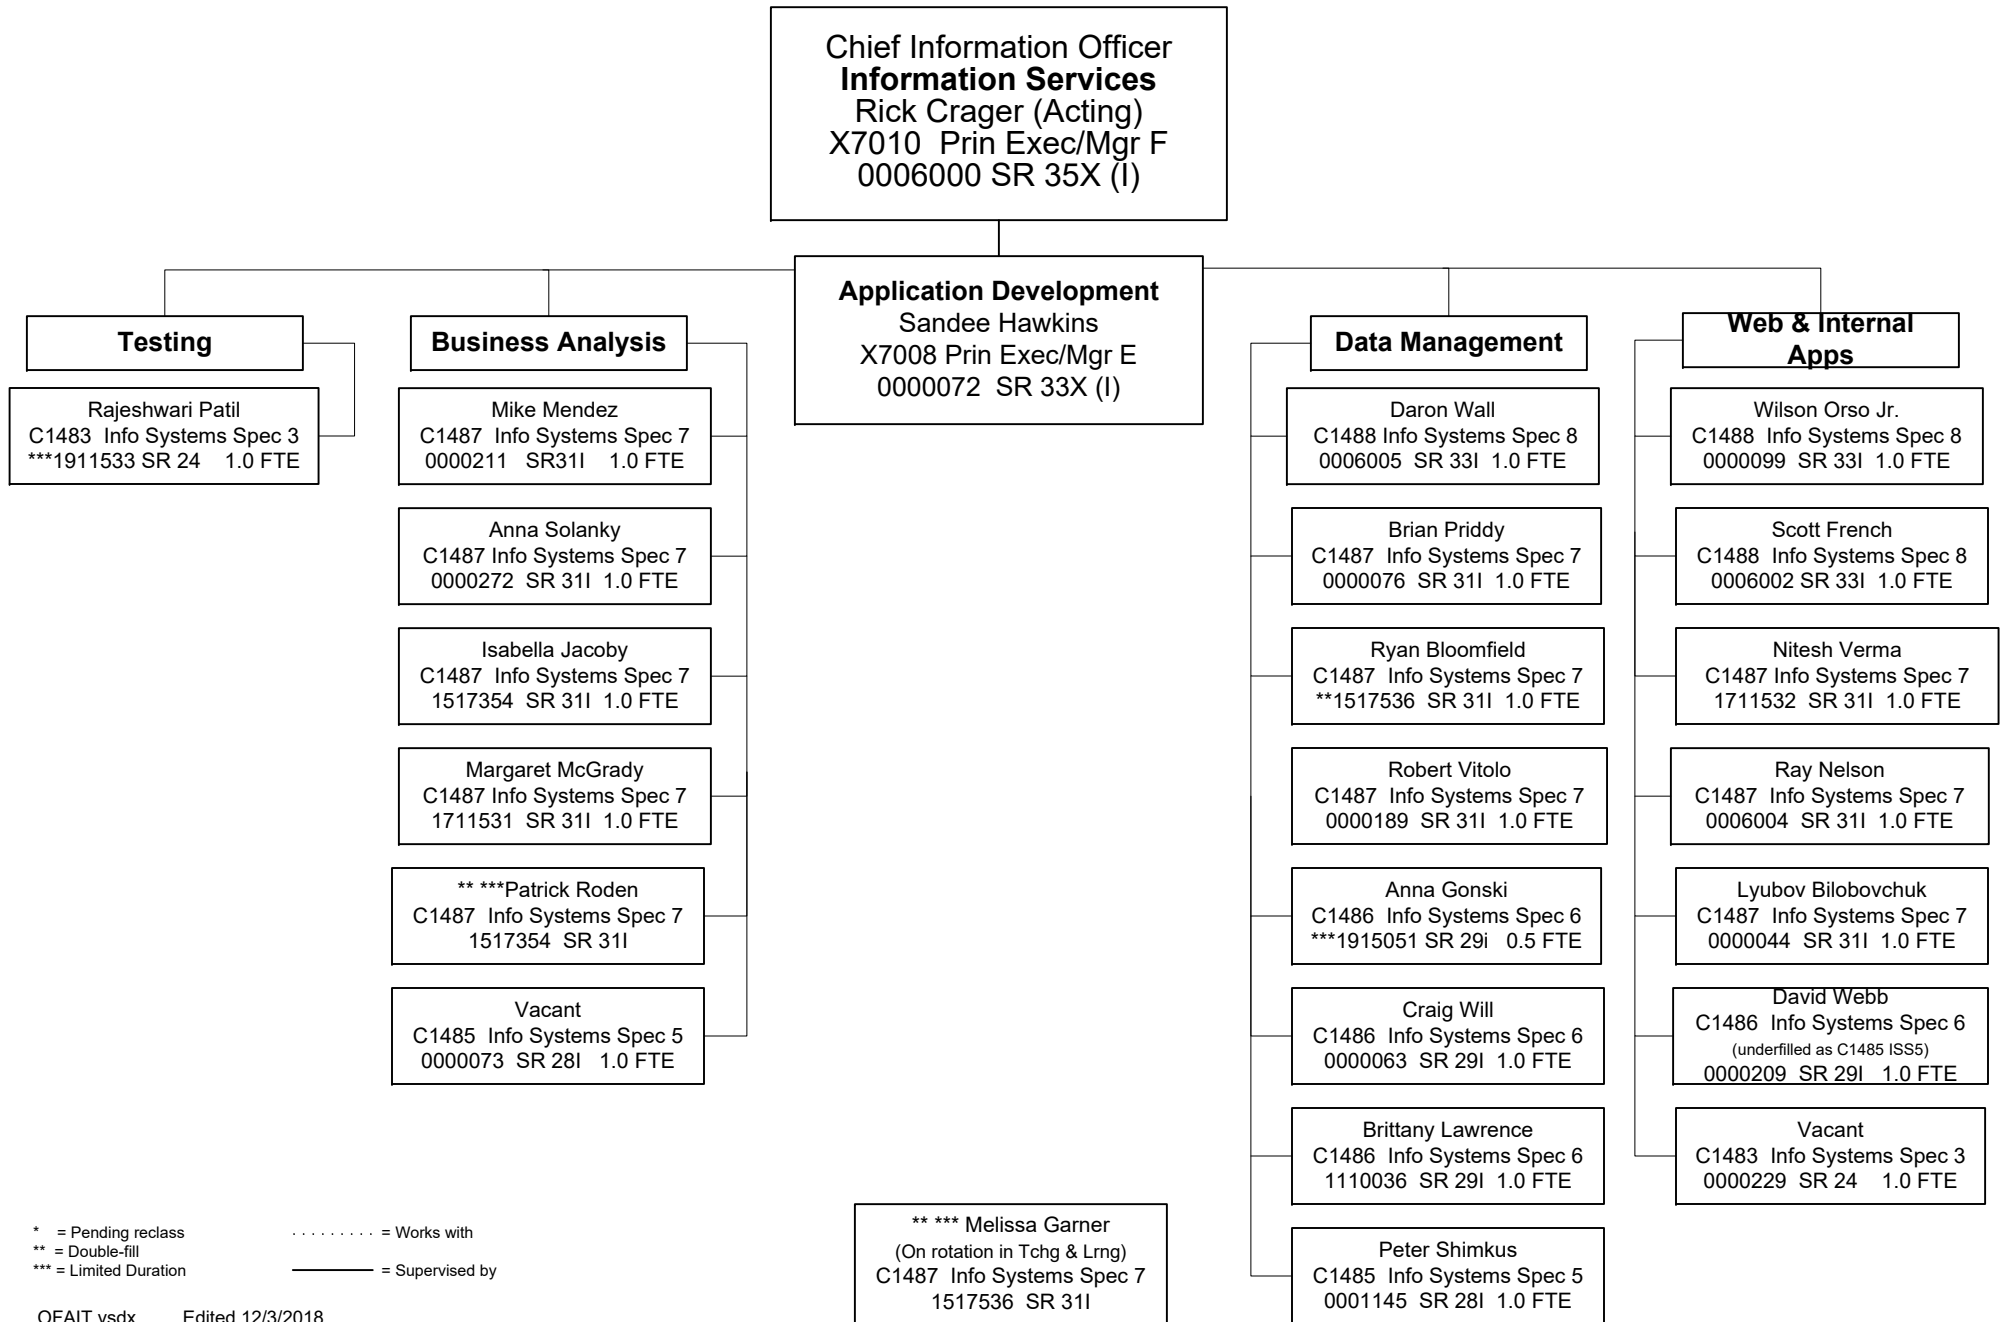 Chief Information Officer
Information Services
Rick Crager (Acting)
X7010  Prin Exec/Mgr F
0006000 SR 35X (I)
Application Development
Sandee Hawkins
X7008 Prin Exec/Mgr E
0000072  SR 33X (I)
Testing
Rajeshwari Patil
C1483  Info Systems Spec 3
***1911533 SR 24    1.0 FTE
Business Analysis
Mike Mendez
C1487  Info Systems Spec 7
0000211   SR31I    1.0 FTE
Anna Solanky
C1487 Info Systems Spec 7
0000272  SR 31I  1.0 FTE
Isabella Jacoby
C1487  Info Systems Spec 7
1517354  SR 31I  1.0 FTE
Margaret McGrady
C1487 Info Systems Spec 7
1711531  SR 31I  1.0 FTE
** ***Patrick Roden
C1487  Info Systems Spec 7
1517354  SR 31I
Vacant
C1485  Info Systems Spec 5
0000073  SR 28I   1.0 FTE
Data Management
Daron Wall
C1488 Info Systems Spec 8
0006005  SR 33I  1.0 FTE
Brian Priddy
C1487  Info Systems Spec 7
0000076  SR 31I  1.0 FTE
Ryan Bloomfield
C1487  Info Systems Spec 7
**1517536  SR 31I  1.0 FTE
Robert Vitolo
C1487  Info Systems Spec 7
0000189  SR 31I  1.0 FTE
Anna Gonski
C1486  Info Systems Spec 6
***1915051 SR 29i   0.5 FTE
Craig Will
C1486  Info Systems Spec 6
0000063  SR 29I  1.0 FTE
Brittany Lawrence
C1486  Info Systems Spec 6
1110036  SR 29I  1.0 FTE
Peter Shimkus
C1485 Info Systems Spec 5
0001145  SR 28I  1.0 FTE
Web & Internal
Apps
Wilson Orso Jr.
C1488  Info Systems Spec 8
0000099  SR 33I  1.0 FTE
Scott French
C1488  Info Systems Spec 8
0006002 SR 33I  1.0 FTE
Nitesh Verma
C1487 Info Systems Spec 7
1711532  SR 31I  1.0 FTE
Ray Nelson
C1487  Info Systems Spec 7
0006004  SR 31I  1.0 FTE
Lyubov Bilobovchuk
C1487  Info Systems Spec 7
0000044  SR 31I  1.0 FTE
David Webb
C1486  Info Systems Spec 6
(underfilled as C1485 ISS5)
0000209  SR 29I   1.0 FTE
Vacant
C1483  Info Systems Spec 3
0000229  SR 24    1.0 FTE
** *** Melissa Garner
(On rotation in Tchg & Lrng)
C1487  Info Systems Spec 7
1517536  SR 31I
*    = Pending reclass
**  = Double-fill
*** = Limited Duration
. . . . . . . . . = Works with
= Supervised by
OFAIT.vsdx    Edited 12/3/2018